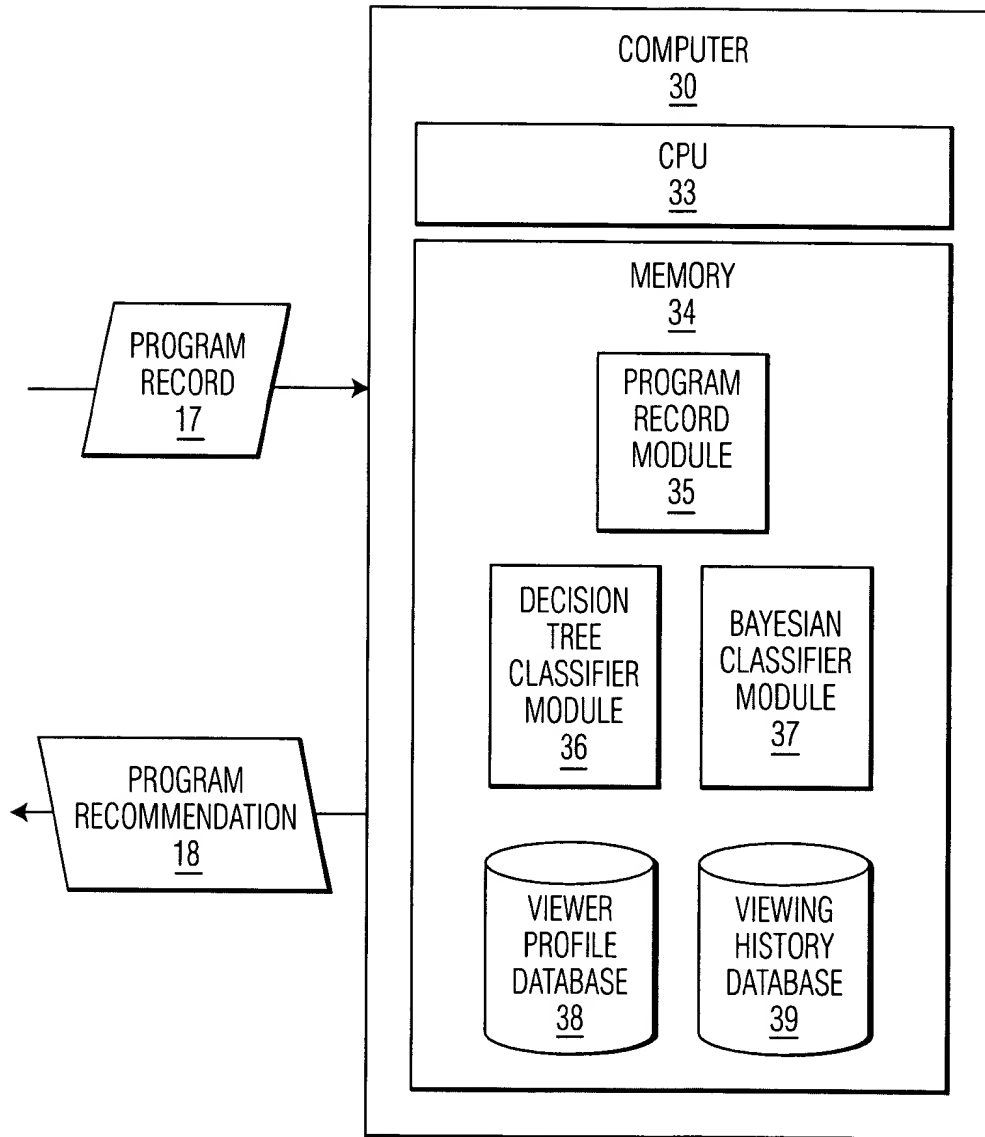 COMPUTER
30
CPU
33
MEMORY
34
PROGRAM
RECORD
17
PROGRAM
RECORD
MODULE
35
DECISION
TREE
CLASSIFIER
MODULE
36
BAYESIAN
CLASSIFIER
MODULE
37
PROGRAM
RECOMMENDATION
18
VIEWER
PROFILE
DATABASE
38
VIEWING
HISTORY
DATABASE
39